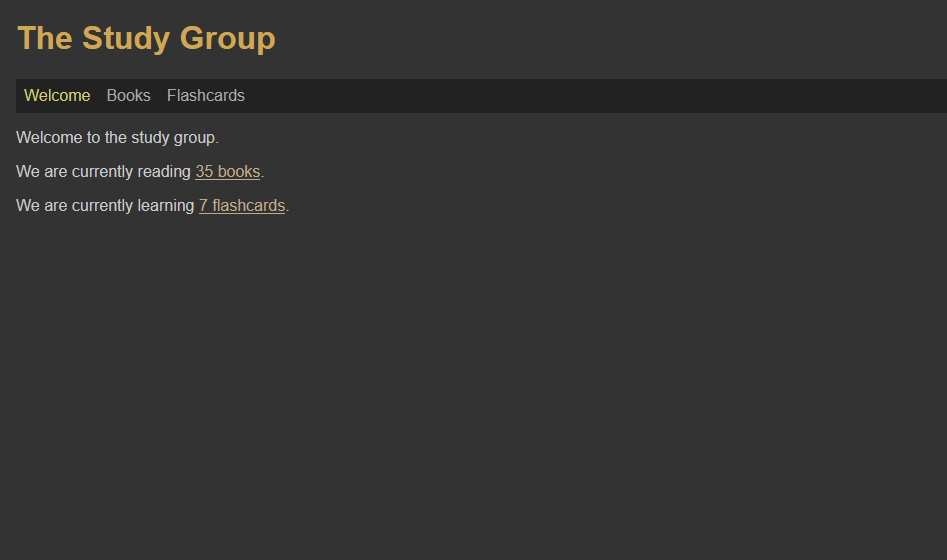 The Study Group
Welcome Books Flashcards
Welcome to the study group.
We are currently reading 35 books.
We are currently learning 7 flashcards.